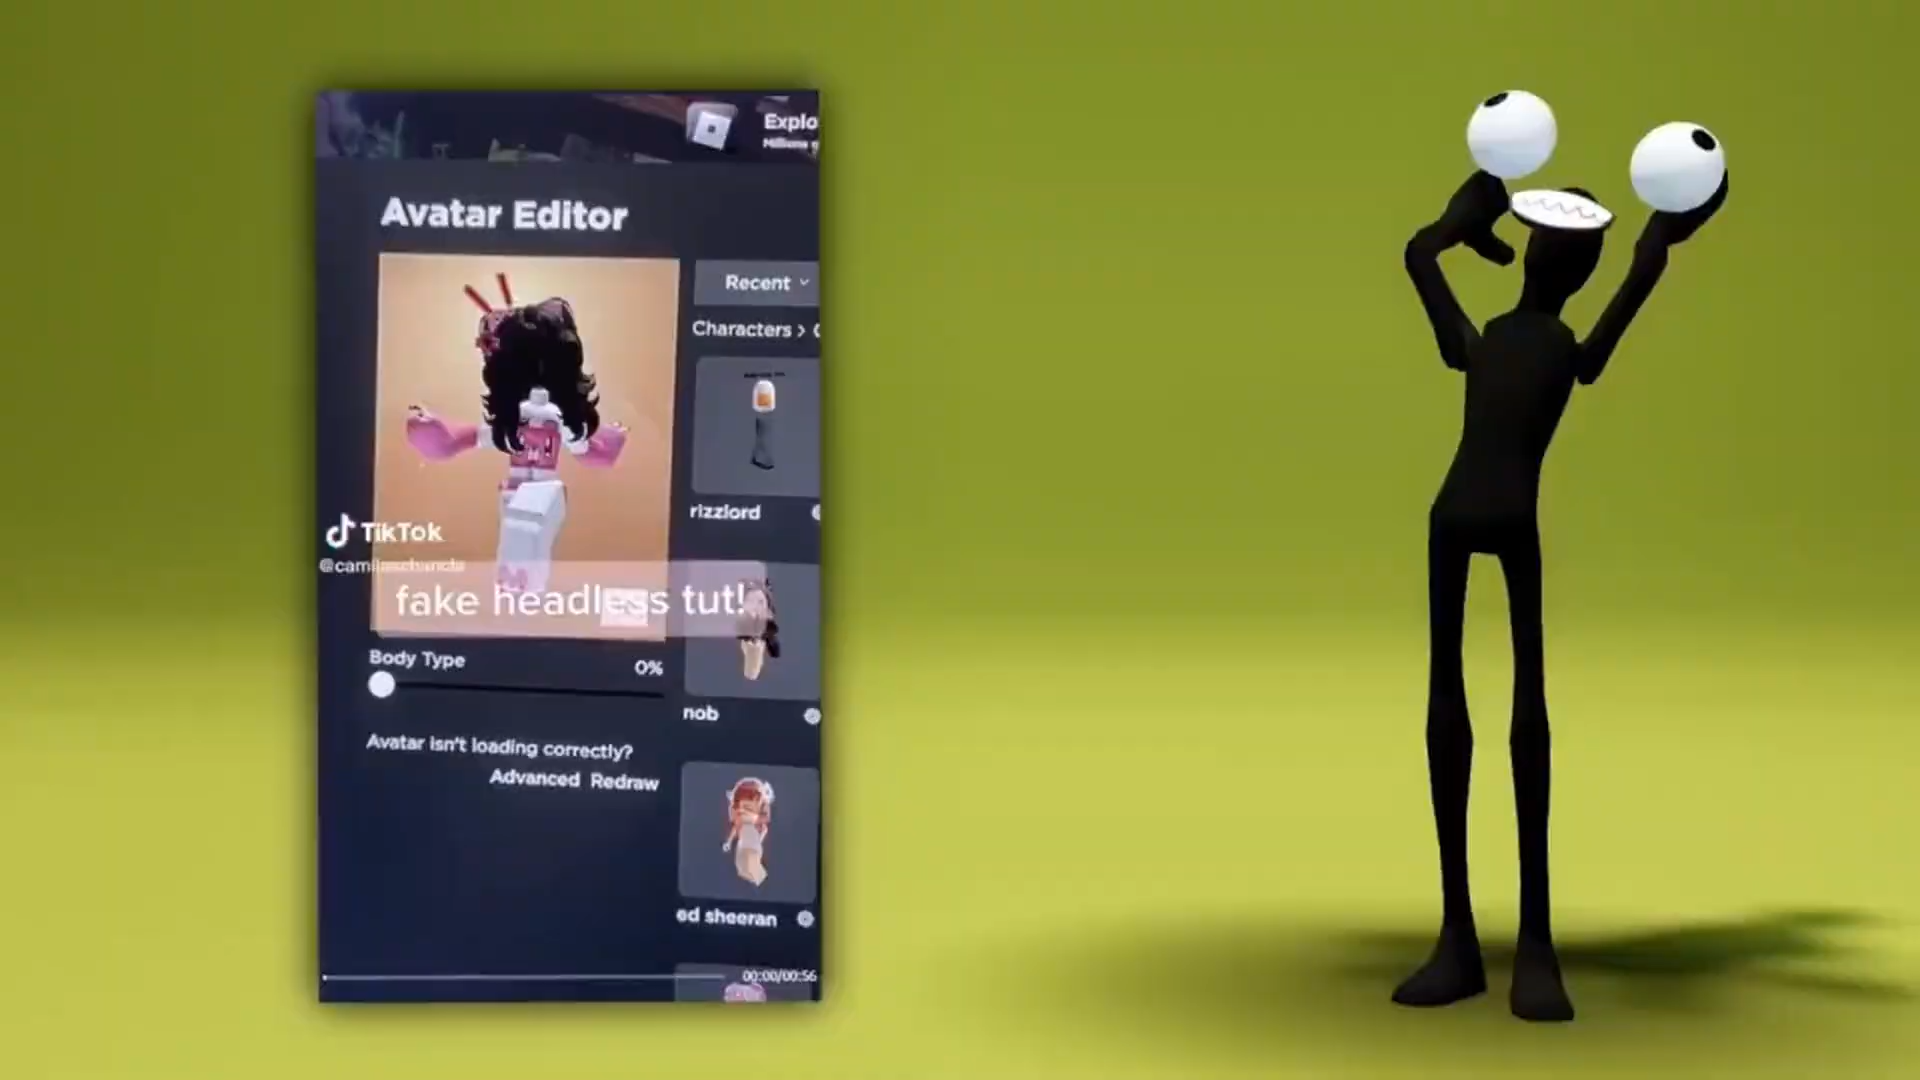 Explo
Avatar Editor
Recent
Characters >
rizzlord
TikTok
fake headless tut!
Body Type
0%
nob
Avatar isn't loading correctly?
Advanced Redraw
ed sheeran
00:00/00:56